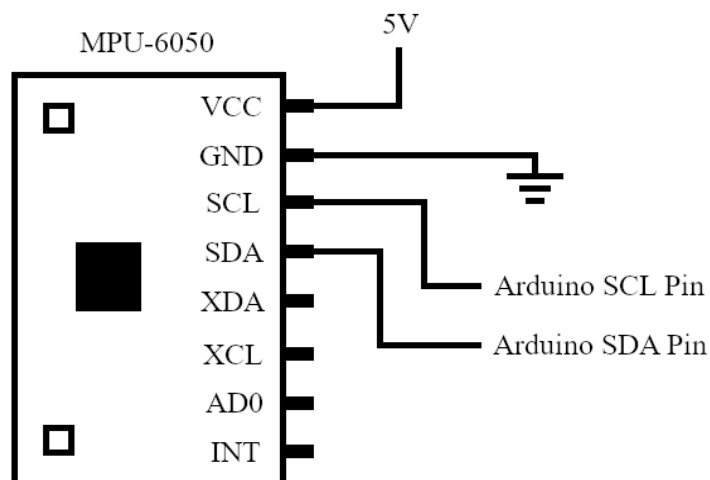 5V
MPU-6050
VCC
GND
SCL
SDA
XDA
XCL
AD0
INT
Arduino SCL Pin
Arduino SDA Pin